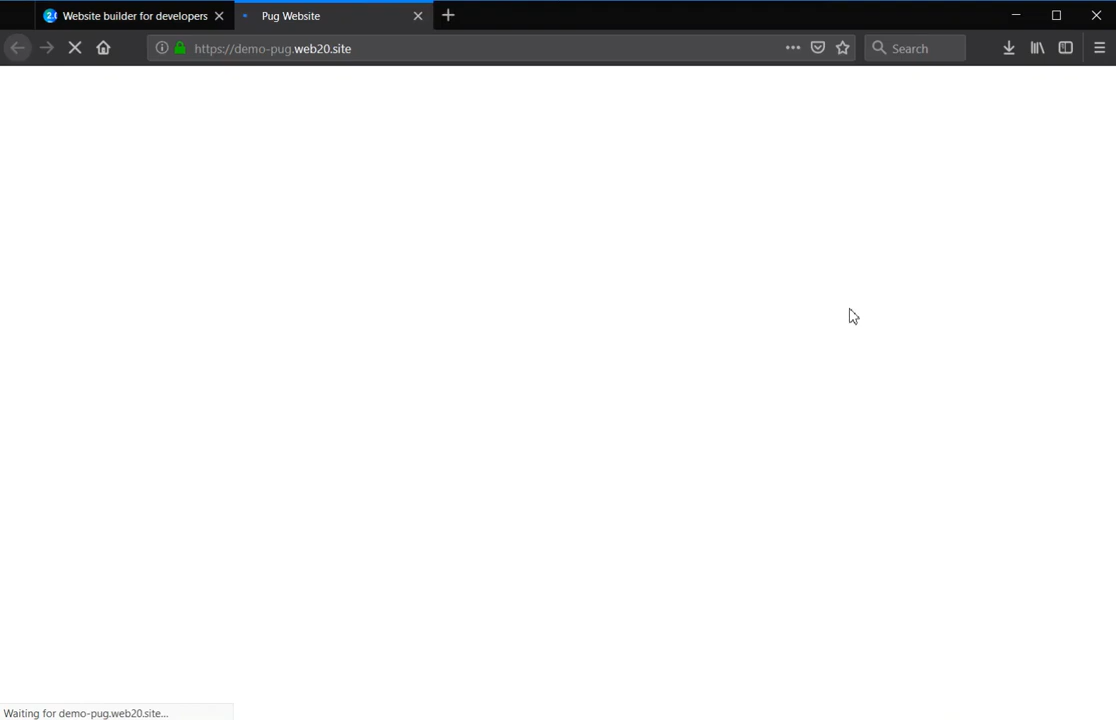 Website builder for developers
Pug Website
https://demo-pug.web20.site
Search
Waiting for demo-pug.web20.site...